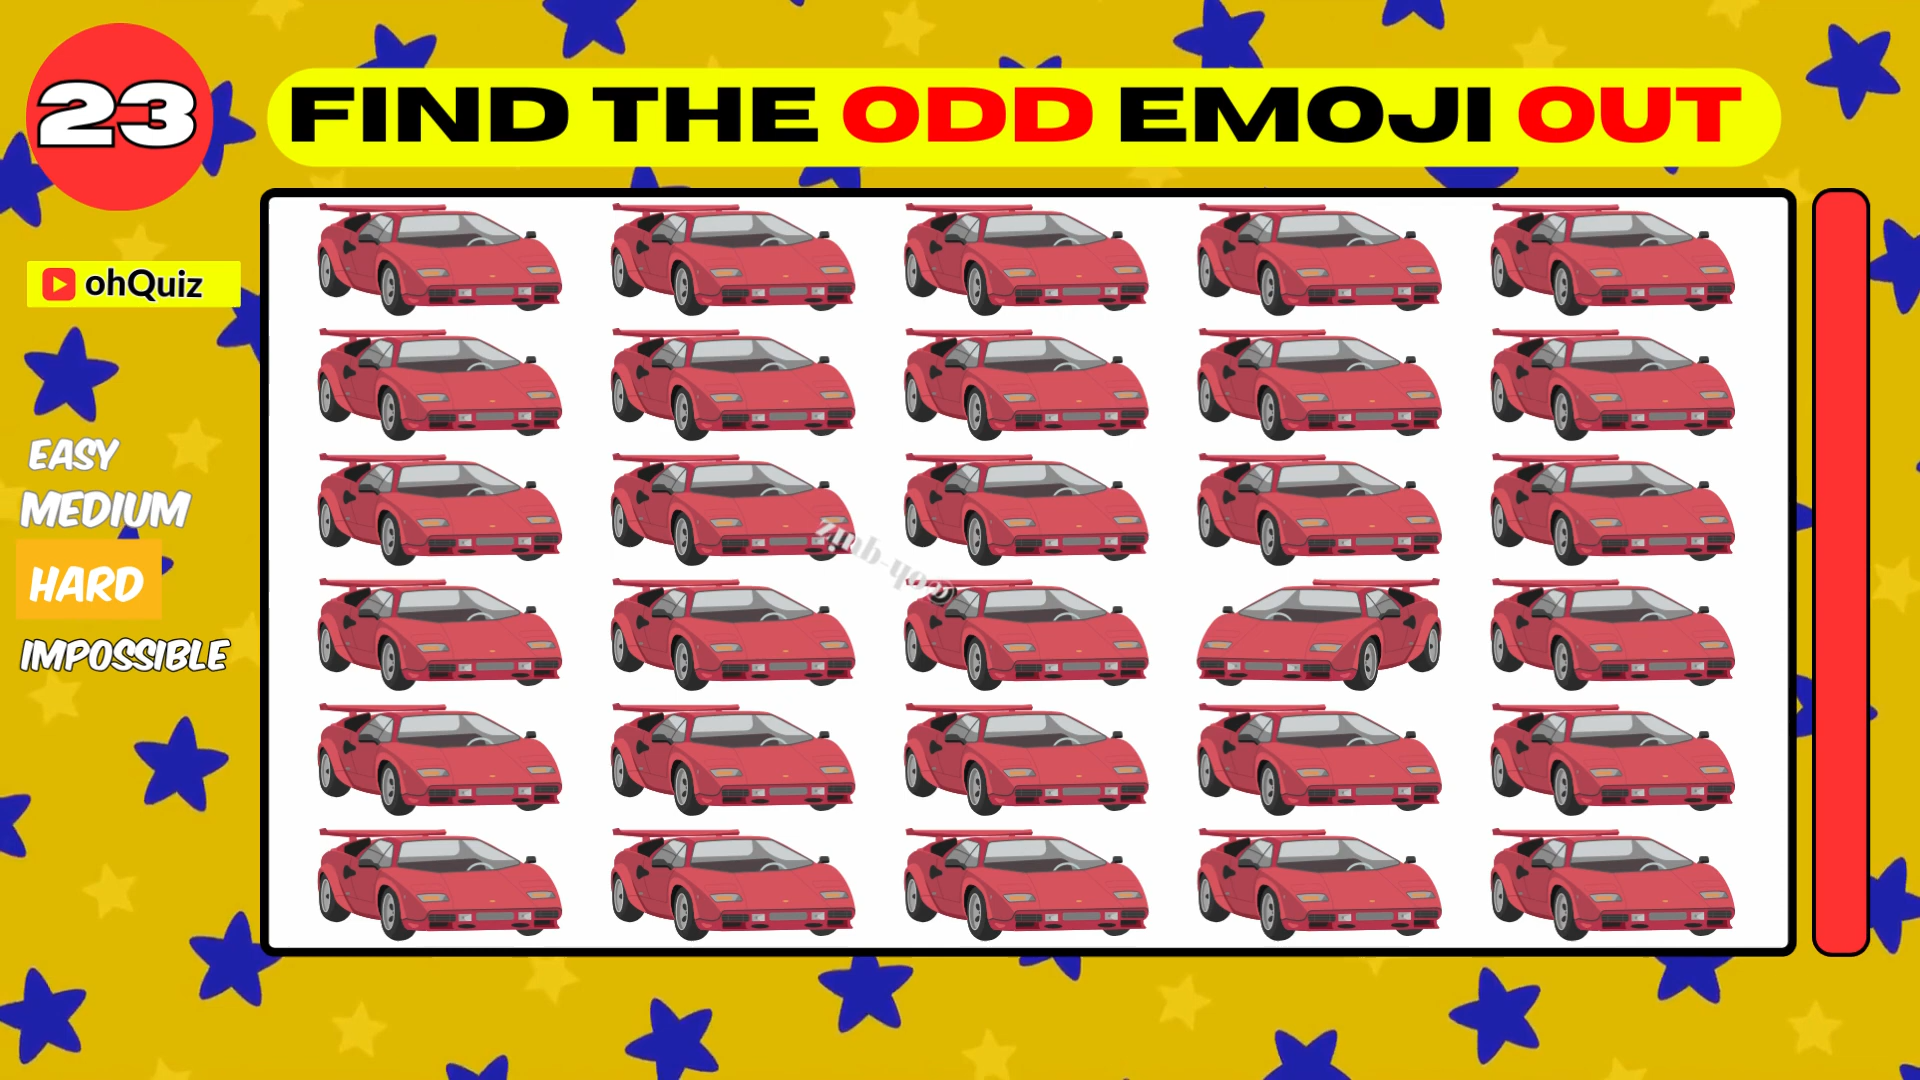 23
FIND THE ODD EMOJI OUT
ohQuiz
EASY
MEDIUM
HARD
IMPOSSIBLE